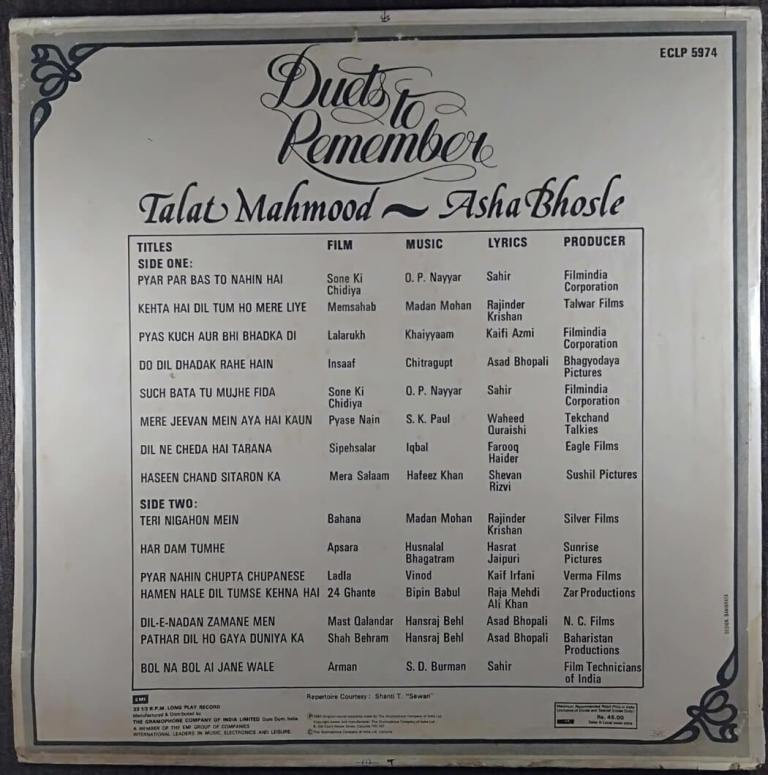 ECLP 5974
Duets to
Remember
Talat Mahmood ~ Asha Bhosle
TITLES FILM MUSIC LYRICS PRODUCER
SIDE ONE:
PYAR PAR BAS TO NAHIN HAI Sone Ki Chidiya O. P. Nayyar Sahir Filmindia Corporation
KEHTA HAI DIL TUM HO MERE LIYE Memsahab Madan Mohan Rajinder Krishan Talwar Films
PYAS KUCH AUR BHI BHADKA DI Lalarukh Khaiyyaam Kaifi Azmi Filmindia Corporation
DO DIL DHADAK RAHE HAIN Insaaf Chitragupt Asad Bhopali Bhagyodaya Pictures
SUCH BATA TU MUJHE FIDA Sone Ki Chidiya O. P. Nayyar Sahir Filmindia Corporation
MERE JEEVAN MEIN AYA HAI KAUN Pyase Nain S. K. Paul Waheed Quraishi Tekchand Talkies
DIL NE CHEDA HAI TARANA Sipehsalar Iqbal Farooq Haider Eagle Films
HASEEN CHAND SITARON KA Mera Salaam Hafeez Khan Shevan Rizvi Sushil Pictures
SIDE TWO:
TERI NIGAHON MEIN Bahana Madan Mohan Rajinder Krishan Silver Films
HAR DAM TUMHE Apsara Husnalal Bhagatram Hasrat Jaipuri Sunrise Pictures
PYAR NAHIN CHUPTA CHUPANESE Ladla Vinod Kaif Irfani Verma Films
HAMEN HALE DIL TUMSE KEHNA HAI 24 Ghante Bipin Babul Raja Mehdi Ali Khan Zar Productions
DIL-E-NADAN ZAMANE MEN Mast Qalandar Hansraj Behl Asad Bhopali N. C. Films
PATHAR DIL HO GAYA DUNIYA KA Shah Behram Hansraj Behl Asad Bhopali Baharistan Productions
BOL NA BOL AI JANE WALE Arman S. D. Burman Sahir Film Technicians of India
Repertoire Courtesy: Shanti T. "Sewari"
EMI
33 1/3 R.P.M. LONG PLAY RECORD
Manufactured & Distributed by
THE GRAMOPHONE COMPANY OF INDIA LIMITED Dum Dum, India
A MEMBER OF THE EMI GROUP OF COMPANIES
INTERNATIONAL LEADERS IN MUSIC, ELECTRONICS AND LEISURE.
Rs. 45.00